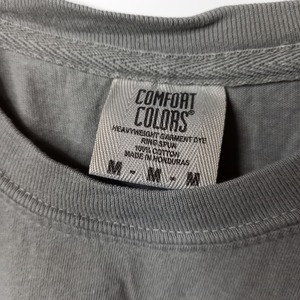 COMFORT
COLORS®
HEAVYWEIGHT GARMENT DYE
RING SPUN
100% COTTON
MADE IN HONDURAS
M - M - M